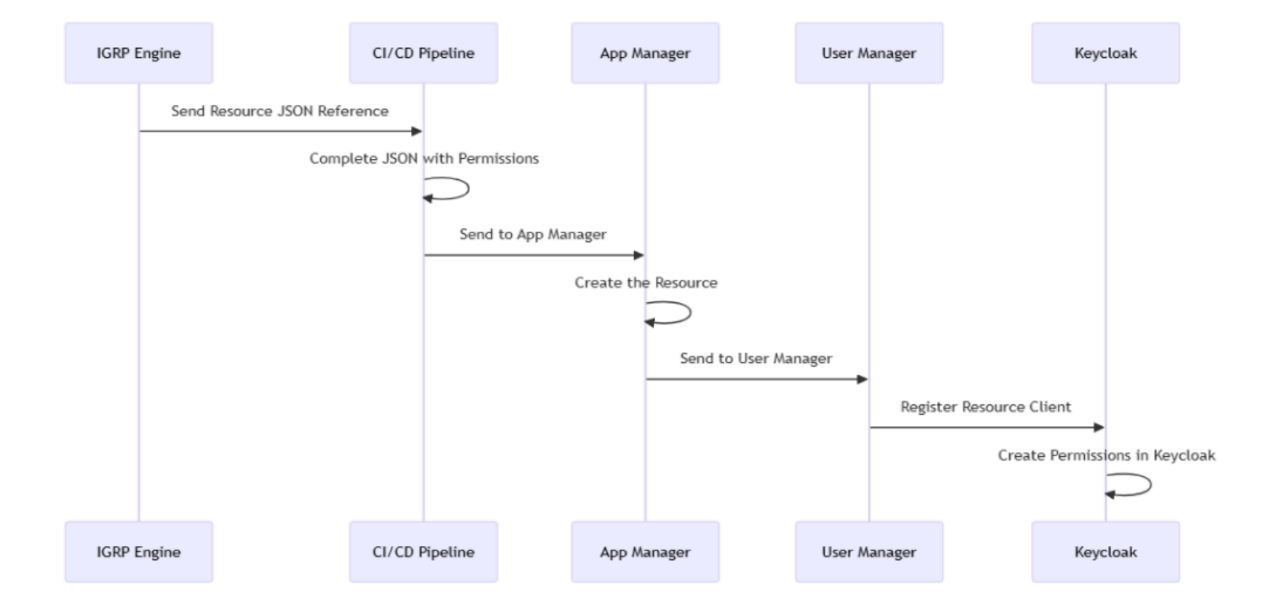 IGRP Engine
CI/CD Pipeline
App Manager
User Manager
Keycloak
Send Resource JSON Reference
Complete JSON with Permissions
Send to App Manager
Create the Resource
Send to User Manager
Register Resource Client
Create Permissions in Keycloak
IGRP Engine
CI/CD Pipeline
App Manager
User Manager
Keycloak